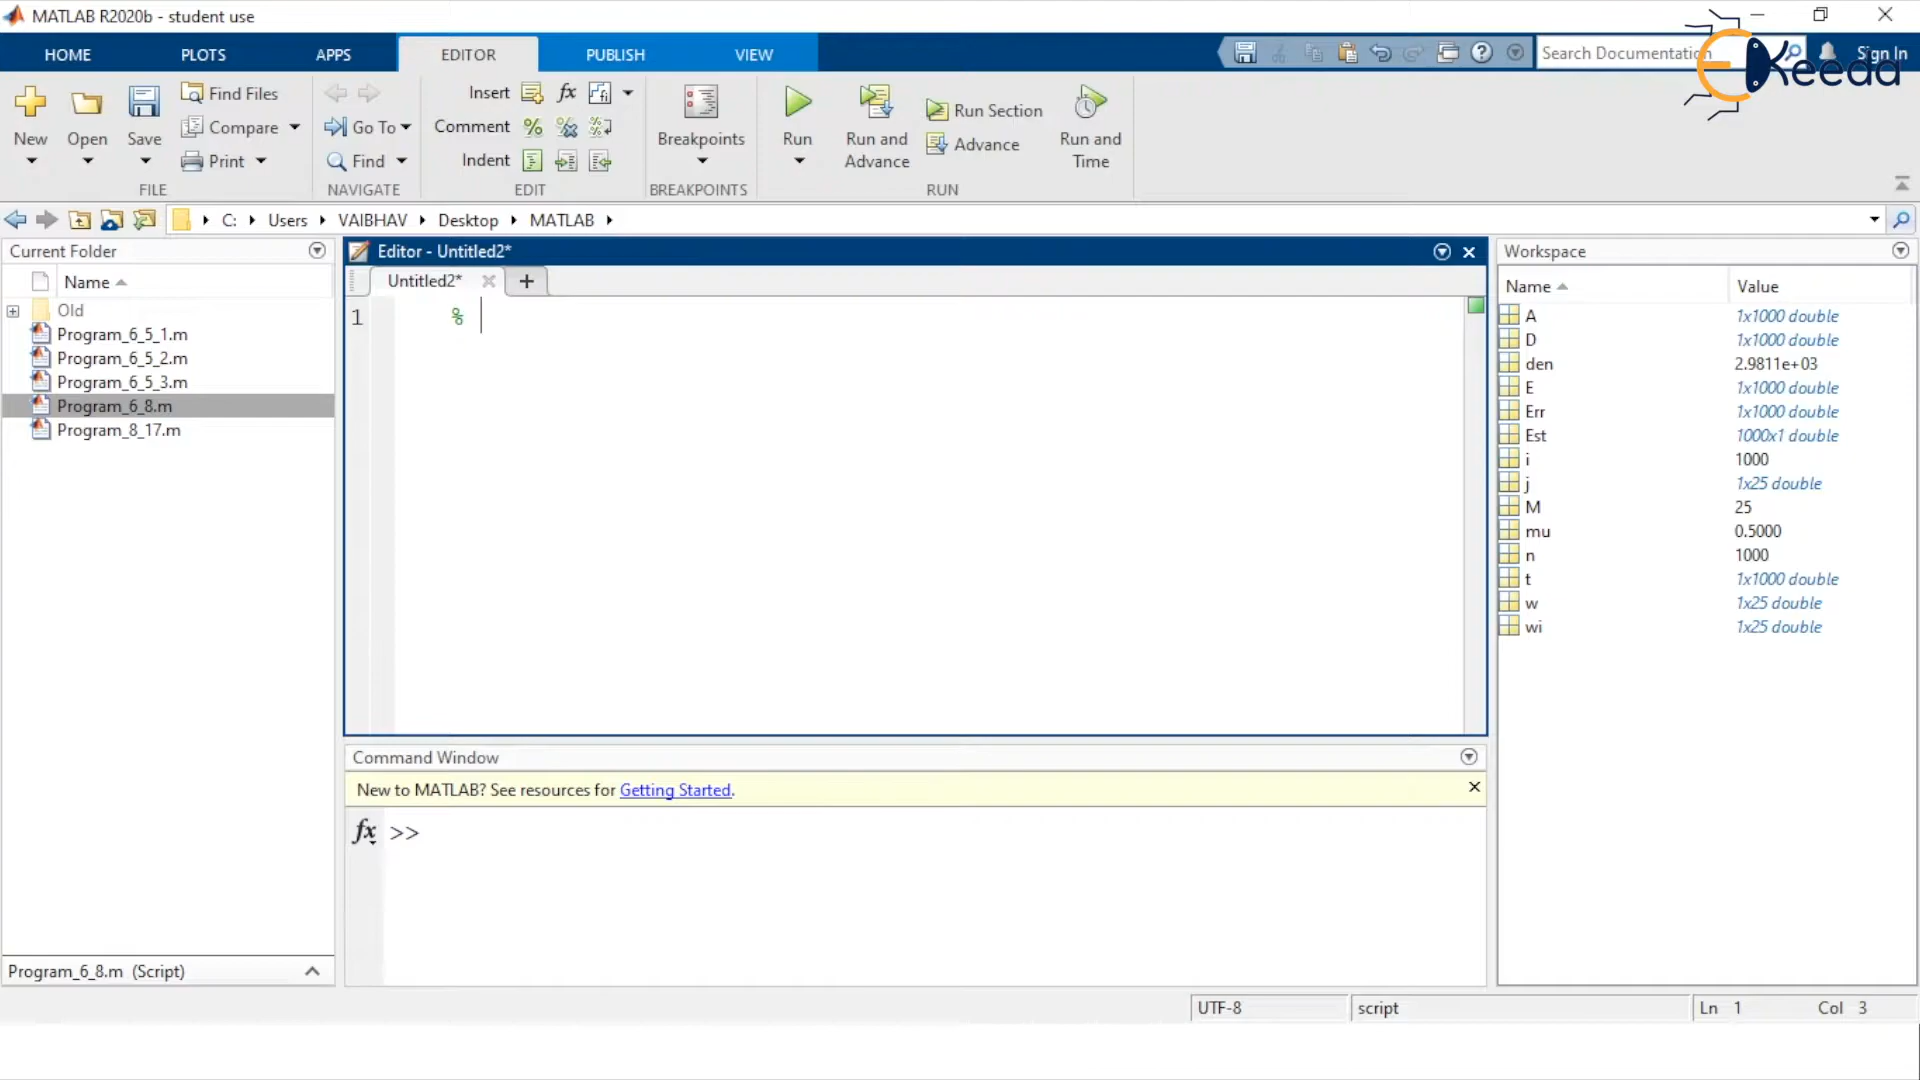 MATLAB R2020b - student use
HOME PLOTS APPS EDITOR PUBLISH VIEW
Search Documentation
Sign In
EKeeda
New
Open
Save
Find Files
Compare
Print
FILE
Go To
Find
NAVIGATE
Insert fx
Comment % %
Indent
EDIT
Breakpoints
BREAKPOINTS
Run
Run and
Advance
Run Section
Advance
Run and
Time
RUN
C: Users VAIBHAV Desktop MATLAB
Current Folder
Name
Old
Program_6_5_1.m
Program_6_5_2.m
Program_6_5_3.m
Program_6_8.m
Program_8_17.m
Program_6_8.m (Script)
Editor - Untitled2*
Untitled2* +
1 %
Command Window
New to MATLAB? See resources for Getting Started.
fx >>
Workspace
Name Value
A 1x1000 double
D 1x1000 double
den 2.9811e+03
E 1x1000 double
Err 1x1000 double
Est 1000x1 double
i 1000
j 1x25 double
M 25
mu 0.5000
n 1000
t 1x1000 double
w 1x25 double
wi 1x25 double
UTF-8 script Ln 1 Col 3